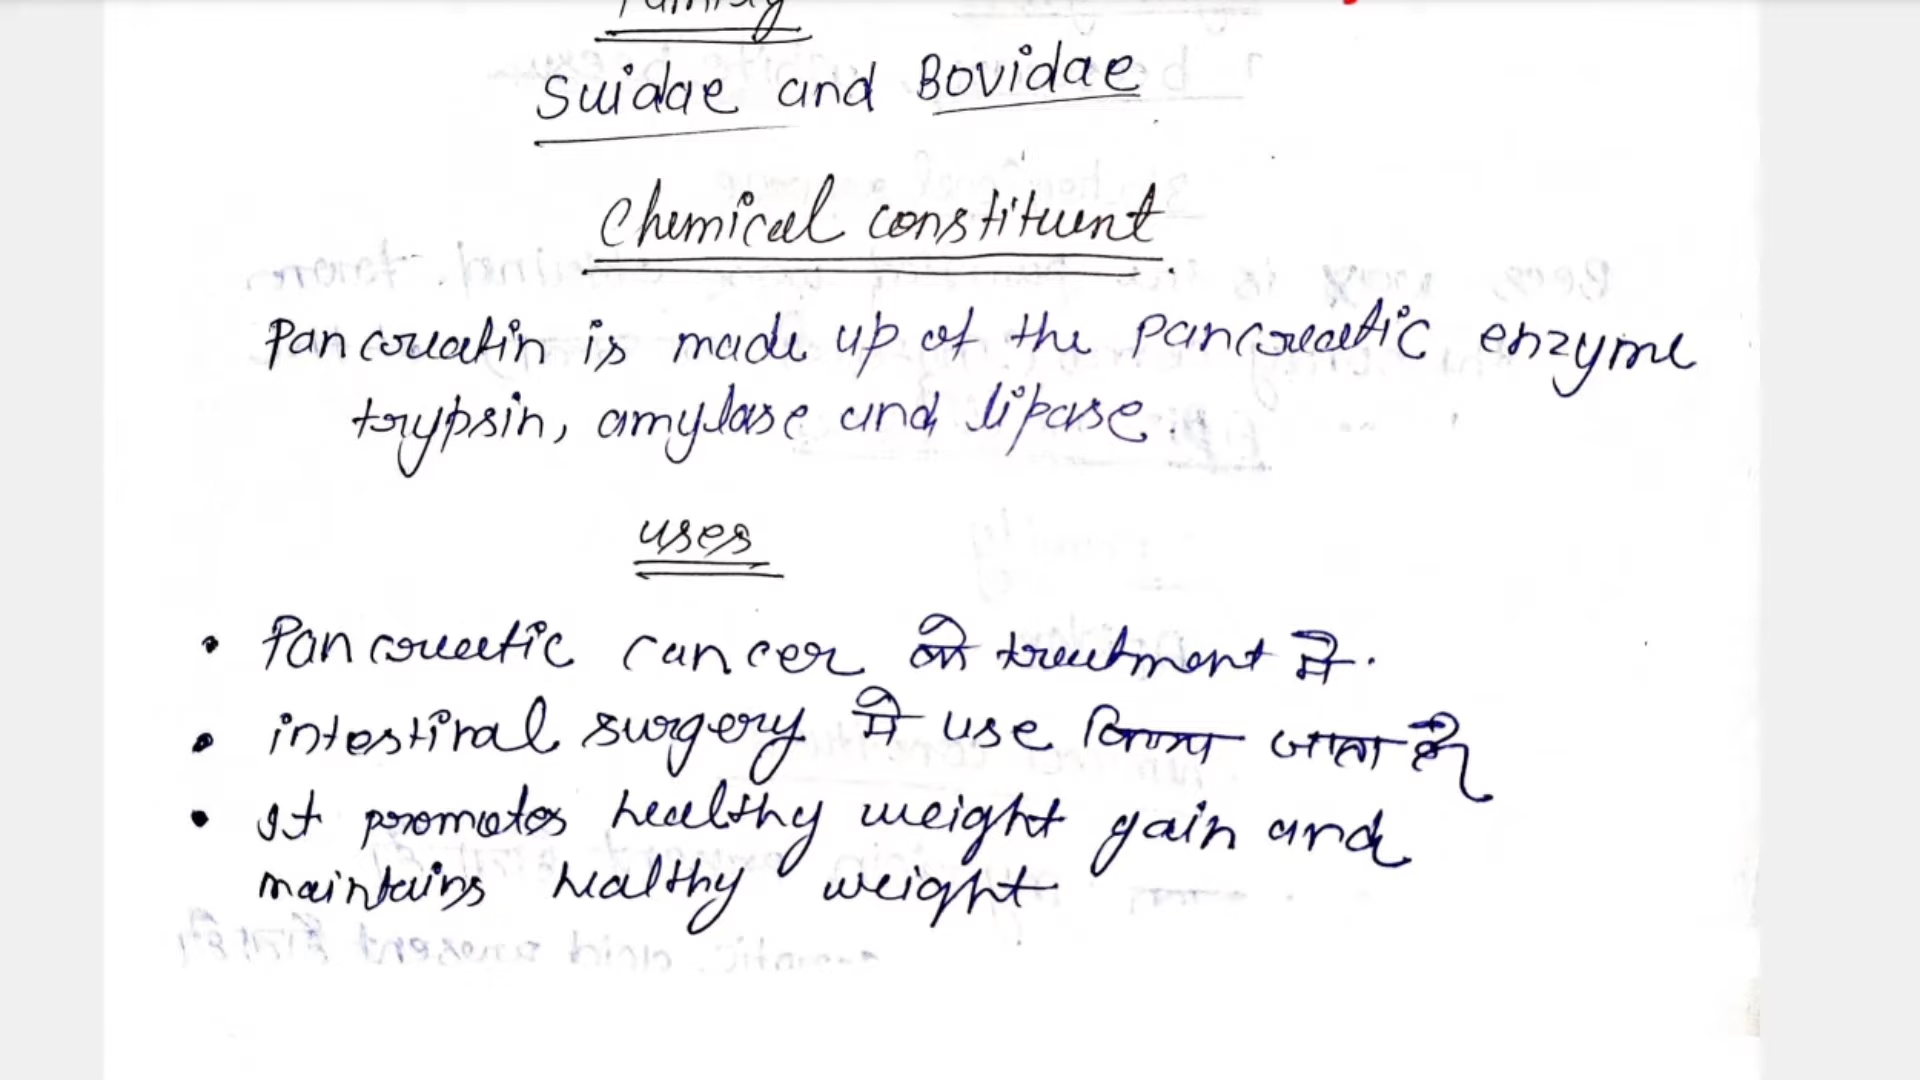 Family
Suidae and Bovidae
Chemical constituent.
Pancreatin is made up of the pancreatic enzyme
trypsin, amylase and lipase.
uses
• Pancreatic cancer के treatment में.
• intestinal surgery में use किया जाता है
• It promotes healthy weight gain and
maintains healthy weight